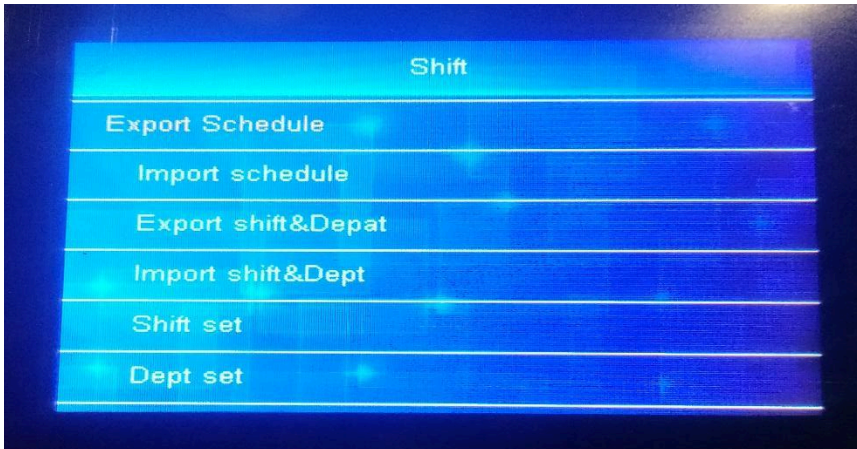 Shift
Export Schedule
Import schedule
Export shift&Depat
Import shift&Dept
Shift set
Dept set